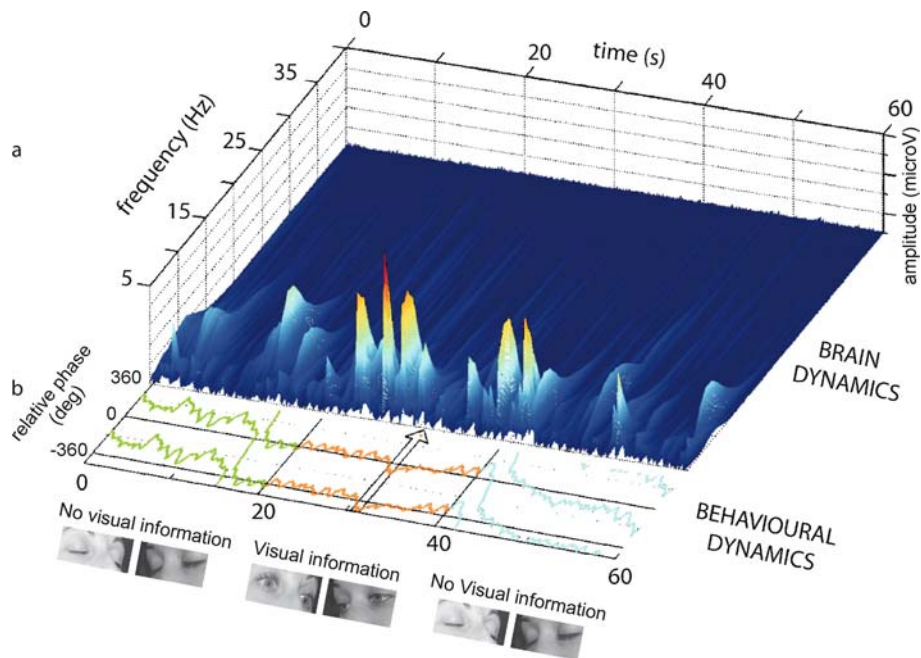 0
20
40
60
time (s)
35
25
15
5
frequency (Hz)
amplitude (microV)
a
BRAIN
DYNAMICS
b
relative phase
(deg)
360
0
-360
0
20
40
60
BEHAVIOURAL
DYNAMICS
No visual information
Visual information
No Visual information